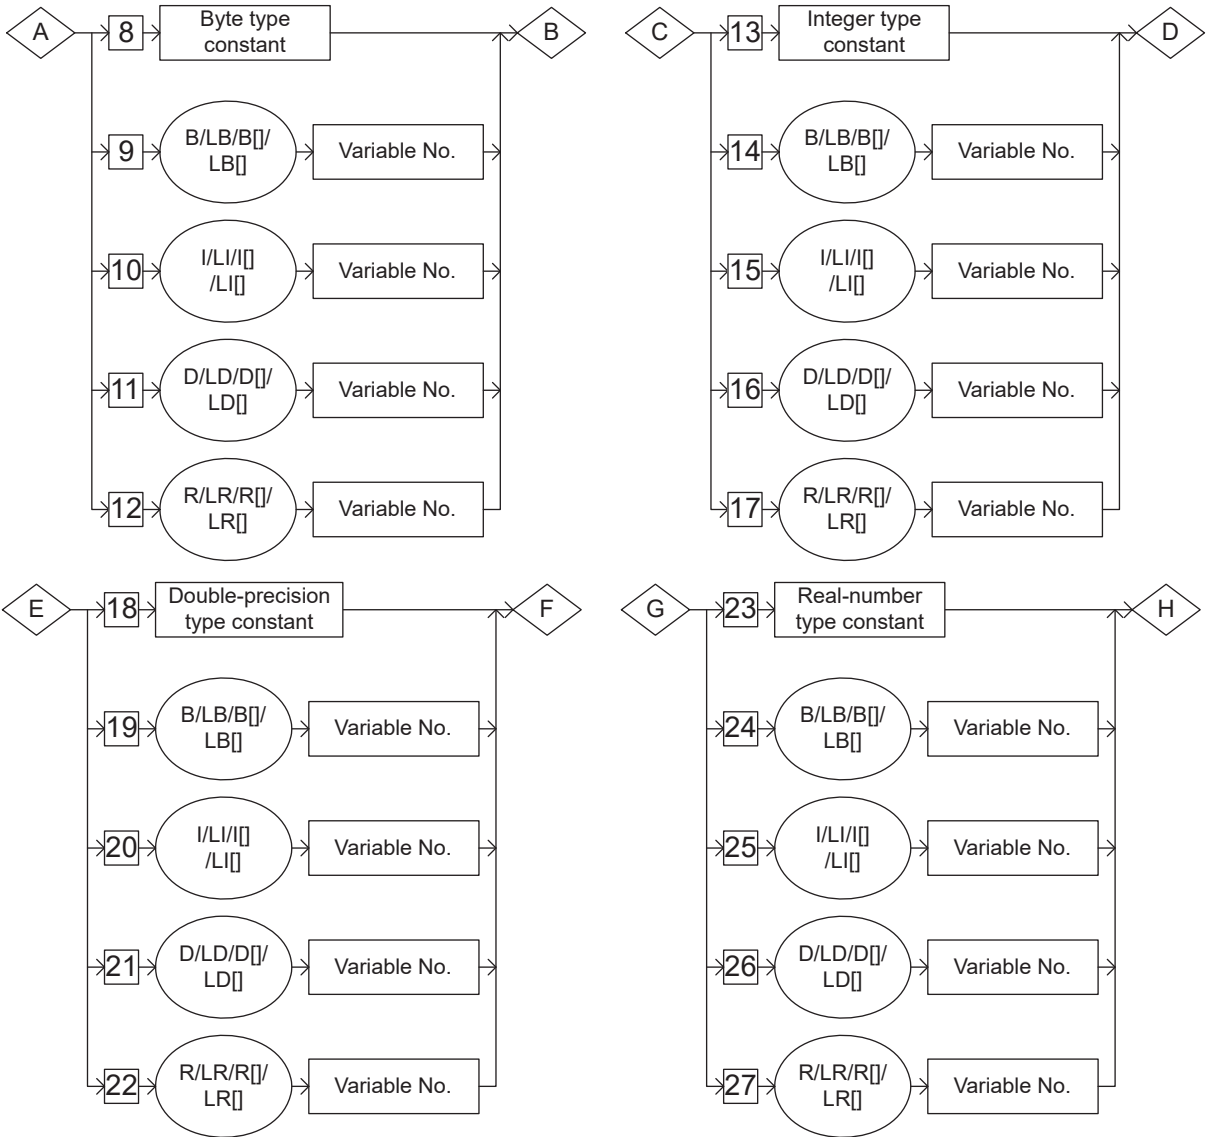 A
8
Byte type
constant
B
9
B/LB/B[]/
LB[]
Variable No.
10
I/LI/I[]
/LI[]
Variable No.
11
D/LD/D[]/
LD[]
Variable No.
12
R/LR/R[]/
LR[]
Variable No.
C
13
Integer type
constant
D
14
B/LB/B[]/
LB[]
Variable No.
15
I/LI/I[]
/LI[]
Variable No.
16
D/LD/D[]/
LD[]
Variable No.
17
R/LR/R[]/
LR[]
Variable No.
E
18
Double-precision
type constant
F
19
B/LB/B[]/
LB[]
Variable No.
20
I/LI/I[]
/LI[]
Variable No.
21
D/LD/D[]/
LD[]
Variable No.
22
R/LR/R[]/
LR[]
Variable No.
G
23
Real-number
type constant
H
24
B/LB/B[]/
LB[]
Variable No.
25
I/LI/I[]
/LI[]
Variable No.
26
D/LD/D[]/
LD[]
Variable No.
27
R/LR/R[]/
LR[]
Variable No.